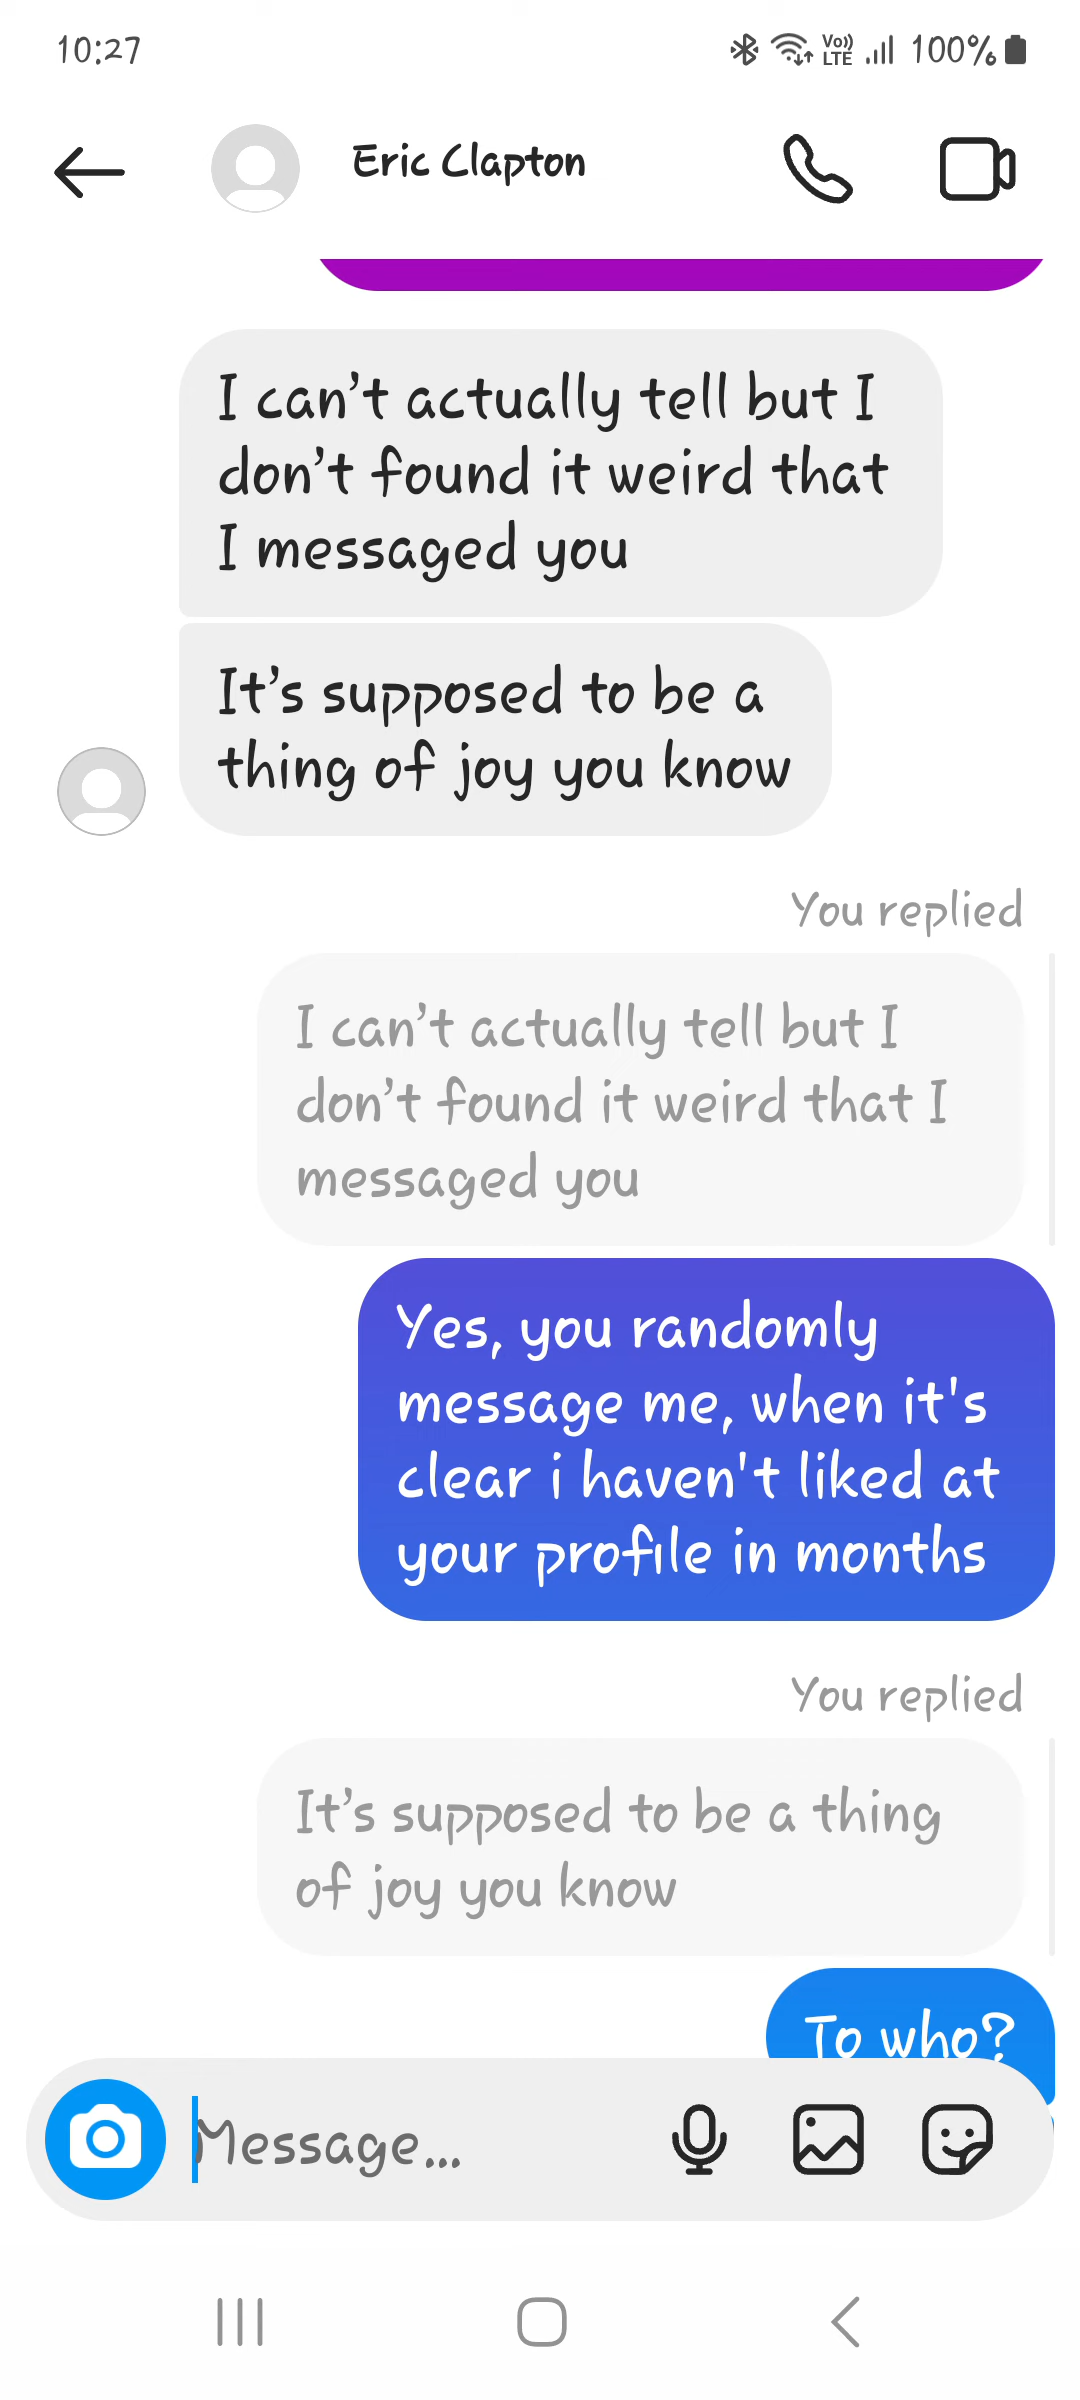 10:27
Vo)) LTE 100%
Eric Clapton
I can't actually tell but I
don't found it weird that
I messaged you
It's supposed to be a
thing of joy you know
You replied
I can't actually tell but I
don't found it weird that I
messaged you
Yes, you randomly
message me, when it's
clear i haven't liked at
your profile in months
You replied
It's supposed to be a thing
of joy you know
To who?
Message...